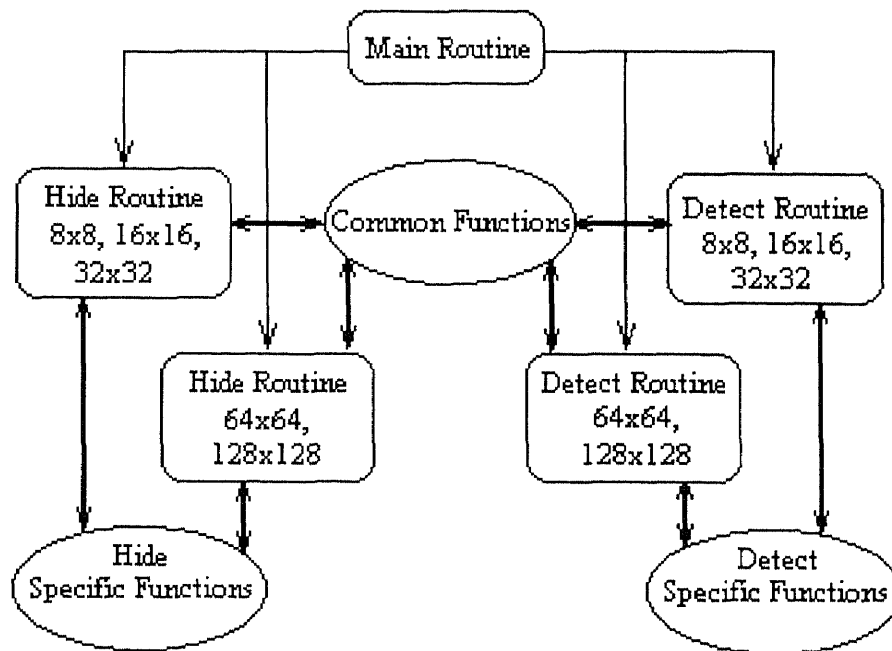 Main Routine
Hide Routine
8x8, 16x16,
32x32
Common Functions
Detect Routine
8x8, 16x16,
32x32
Hide Routine
64x64,
128x128
Detect Routine
64x64,
128x128
Hide
Specific Functions
Detect
Specific Functions